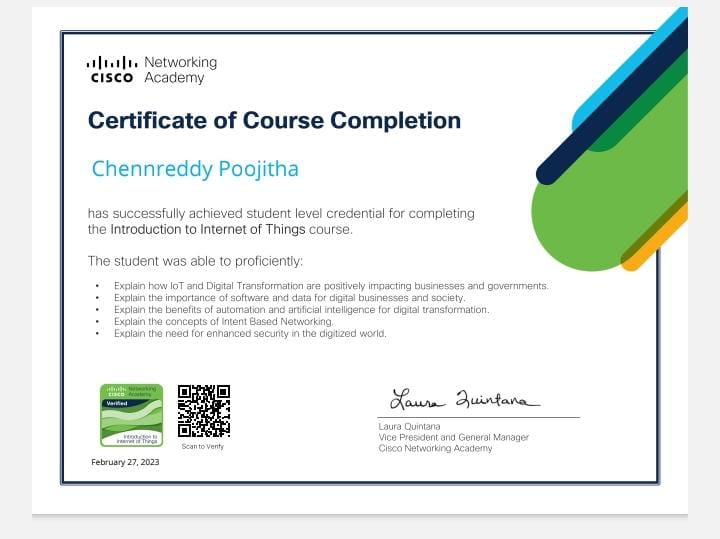 Networking
CISCO Academy
Certificate of Course Completion
Chennreddy Poojitha
has successfully achieved student level credential for completing
the Introduction to Internet of Things course.
The student was able to proficiently:
• Explain how IoT and Digital Transformation are positively impacting businesses and governments.
• Explain the importance of software and data for digital businesses and society.
• Explain the benefits of automation and artificial intelligence for digital transformation.
• Explain the concepts of Intent Based Networking.
• Explain the need for enhanced security in the digitized world.
Networking
CISCO Academy
Verified
Introduction to
Internet of Things
Scan to Verify
February 27, 2023
Laura Quintana
Laura Quintana
Vice President and General Manager
Cisco Networking Academy